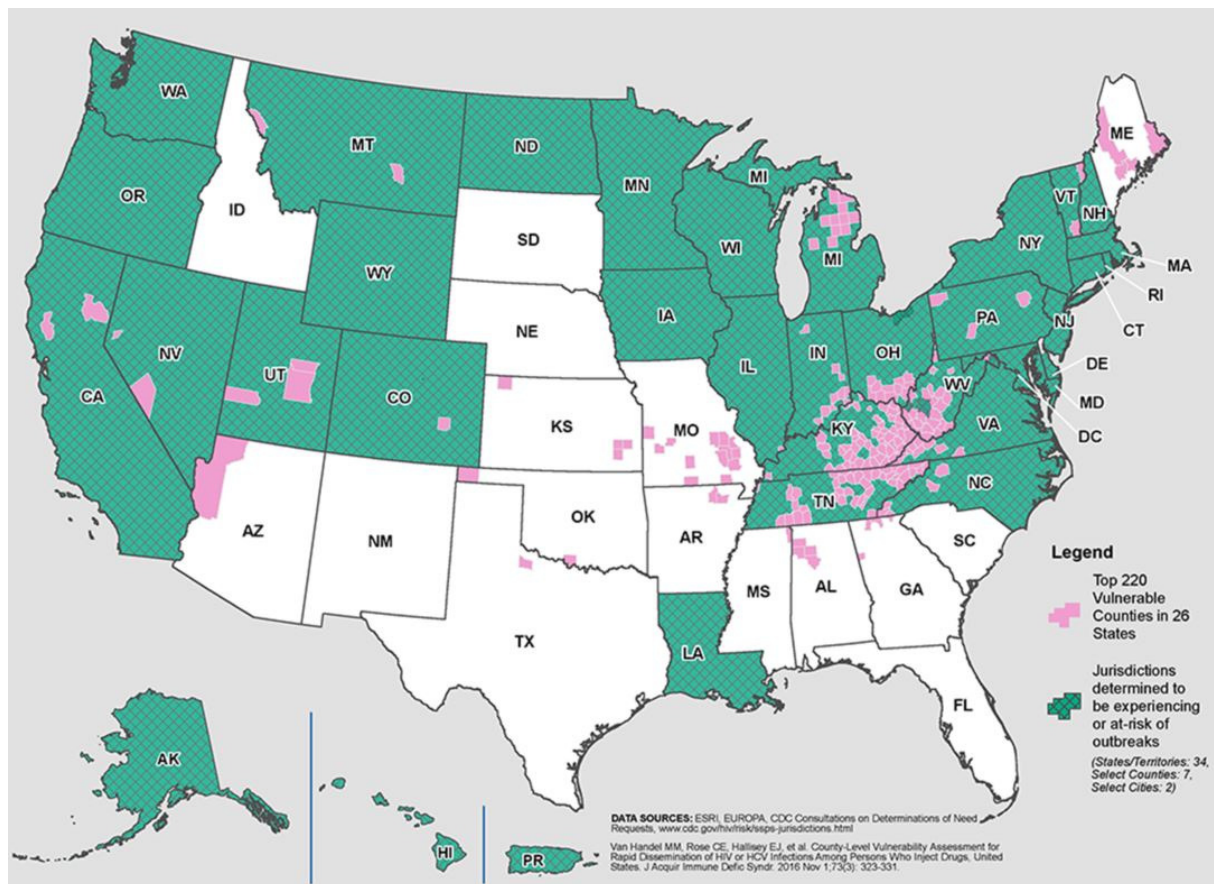 WA
MT
ND
MN
MI
ME
VT
NH
OR
ID
SD
WI
NY
MA
WY
MI
RI
CT
IA
NE
PA
NJ
NV
UT
CO
IL
IN
OH
DE
CA
KS
MO
WV
MD
KY
VA
DC
AZ
NM
OK
AR
TN
NC
SC
MS
AL
GA
TX
LA
FL
AK
HI
PR
Legend
Top 220
Vulnerable
Counties in 26
States
Jurisdictions
determined to
be experiencing
or at-risk of
outbreaks
(States/Territories: 34,
Select Counties: 7,
Select Cities: 2)
DATA SOURCES: ESRI, EUROPA, CDC Consultations on Determinations of Need
Requests, www.cdc.gov/hiv/risk/ssps-jurisdictions.html
Van Handel MM, Rose CE, Hallisey EJ, et al. County-Level Vulnerability Assessment for
Rapid Dissemination of HIV or HCV Infections Among Persons Who Inject Drugs, United
States. J Acquir Immune Defic Syndr. 2016 Nov 1;73(3): 323-331.